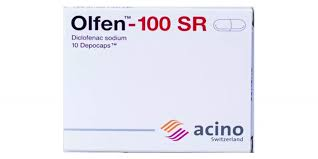 Olfen™-100 SR
Diclofenac sodium
10 Depocaps™
acino
Switzerland